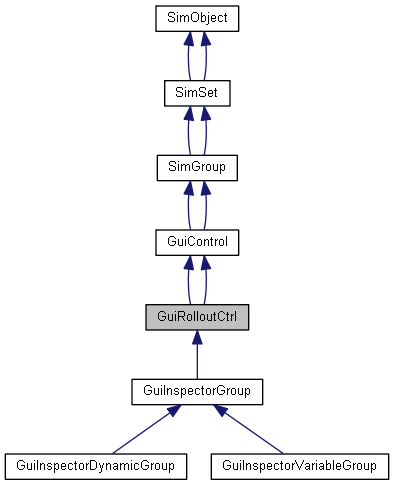 SimObject
SimSet
SimGroup
GuiControl
GuiRolloutCtrl
GuiInspectorGroup
GuiInspectorDynamicGroup GuiInspectorVariableGroup